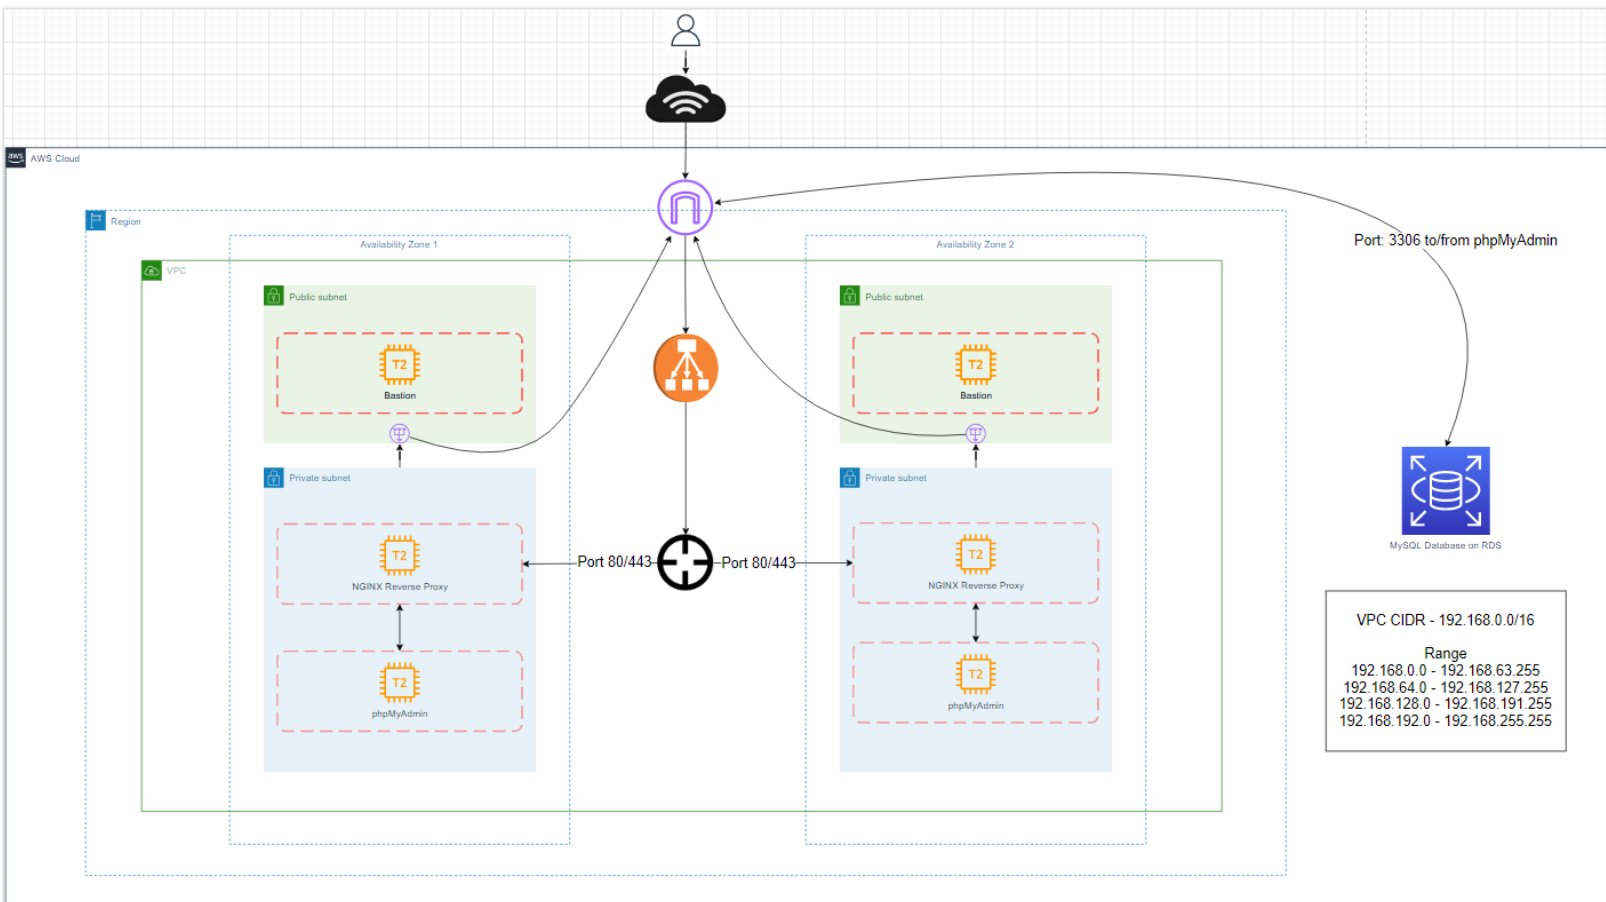 aws
AWS Cloud
Region
Availability Zone 1
Availability Zone 2
Port: 3306 to/from phpMyAdmin
VPC
Public subnet
Public subnet
T2
Bastion
T2
Bastion
Private subnet
Private subnet
MySQL Database on RDS
T2
NGINX Reverse Proxy
Port 80/443
Port 80/443
T2
NGINX Reverse Proxy
T2
phpMyAdmin
T2
phpMyAdmin
VPC CIDR - 192.168.0.0/16
Range
192.168.0.0 - 192.168.63.255
192.168.64.0 - 192.168.127.255
192.168.128.0 - 192.168.191.255
192.168.192.0 - 192.168.255.255